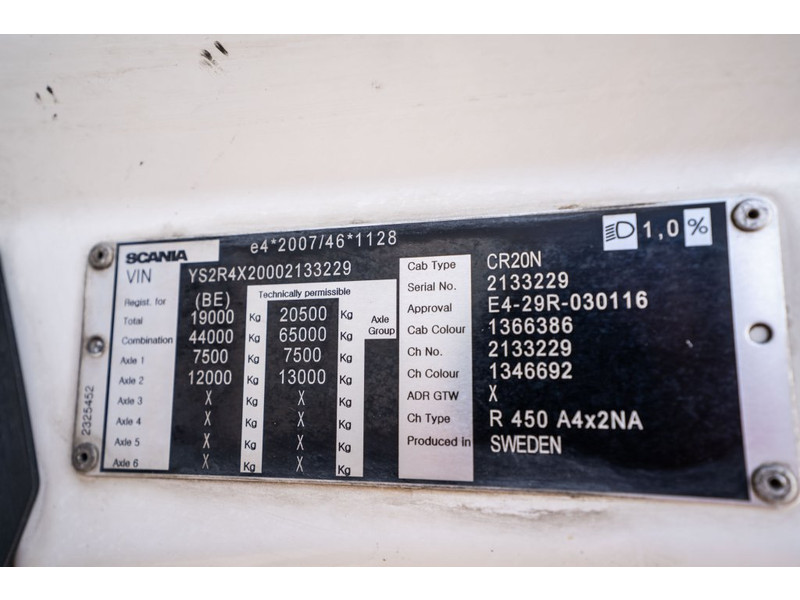 SCANIA e4*2007/46*1128 1,0 %
VIN YS2R4X20002133229
Regist. for (BE) Technically permissible
Total 19000 Kg 20500 Kg Axle Group
Combination 44000 Kg 65000 Kg
Axle 1 7500 Kg 7500 Kg
Axle 2 12000 Kg 13000 Kg
Axle 3 X Kg X Kg
Axle 4 X Kg X Kg
Axle 5 X Kg X Kg
Axle 6 X Kg X Kg
2325452
Cab Type CR20N
Serial No. 2133229
Approval E4-29R-030116
Cab Colour 1366386
Ch No. 2133229
Ch Colour 1346692
ADR GTW X
Ch Type R 450 A4x2NA
Produced in SWEDEN